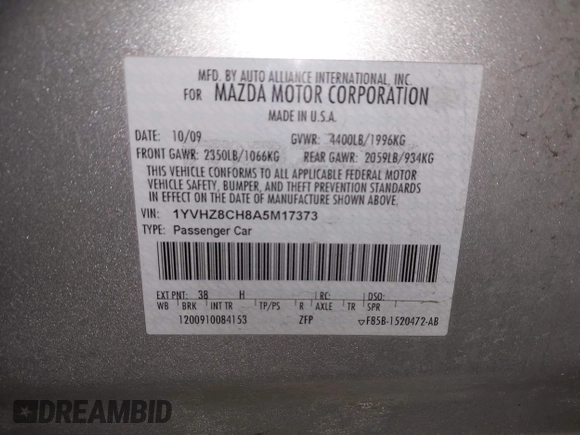 MFD. BY AUTO ALLIANCE INTERNATIONAL, INC.
FOR MAZDA MOTOR CORPORATION
MADE IN U.S.A.
DATE: 10/09 GVWR: 4400LB/1996KG
FRONT GAWR: 2350LB/1066KG REAR GAWR: 2059LB/934KG
THIS VEHICLE CONFORMS TO ALL APPLICABLE FEDERAL MOTOR
VEHICLE SAFETY, BUMPER, AND THEFT PREVENTION STANDARDS
IN EFFECT ON THE DATE OF MANUFACTURE SHOWN ABOVE.
VIN: 1YVHZ8CH8A5M17373
TYPE: Passenger Car
EXT PNT: 38 H RC: DSO:
WB BRK INT TR TP/PS R AXLE TR SPR
1200910084153 ZFP F85B-1520472-AB
DREAMBID